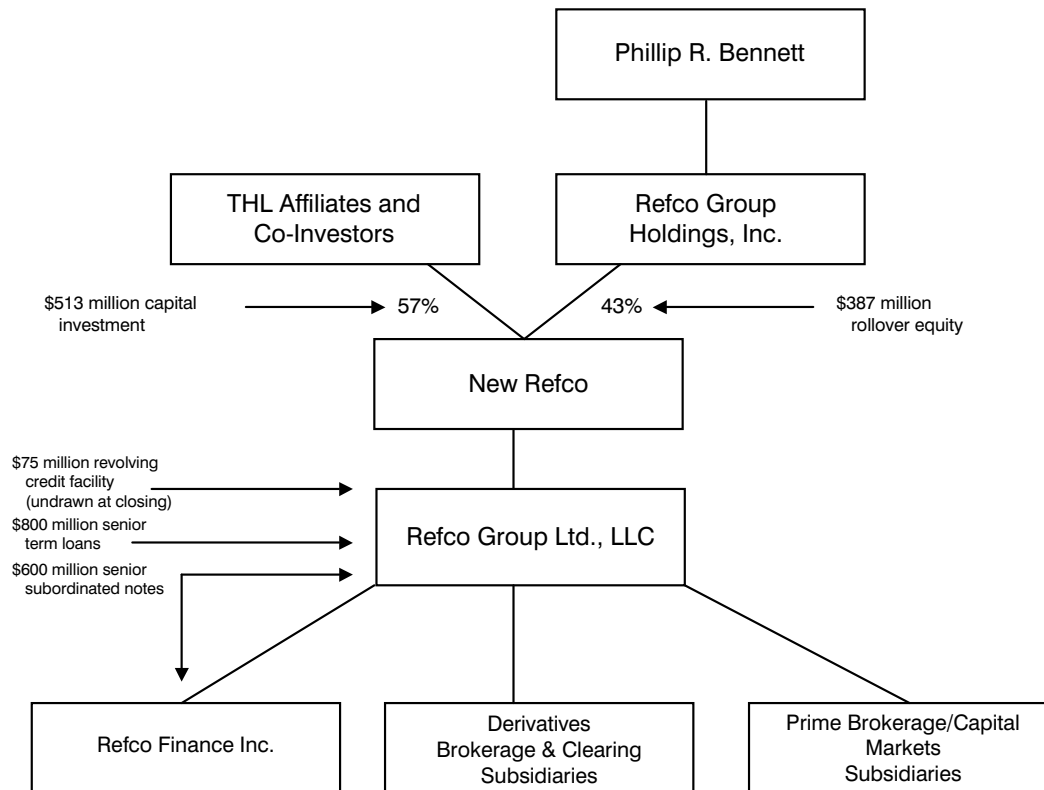 Phillip R. Bennett
THL Affiliates and
Co-Investors
Refco Group
Holdings, Inc.
$513 million capital
investment
57%
43%
$387 million
rollover equity
New Refco
$75 million revolving
credit facility
(undrawn at closing)
$800 million senior
term loans
$600 million senior
subordinated notes
Refco Group Ltd., LLC
Refco Finance Inc.
Derivatives
Brokerage & Clearing
Subsidiaries
Prime Brokerage/Capital
Markets
Subsidiaries